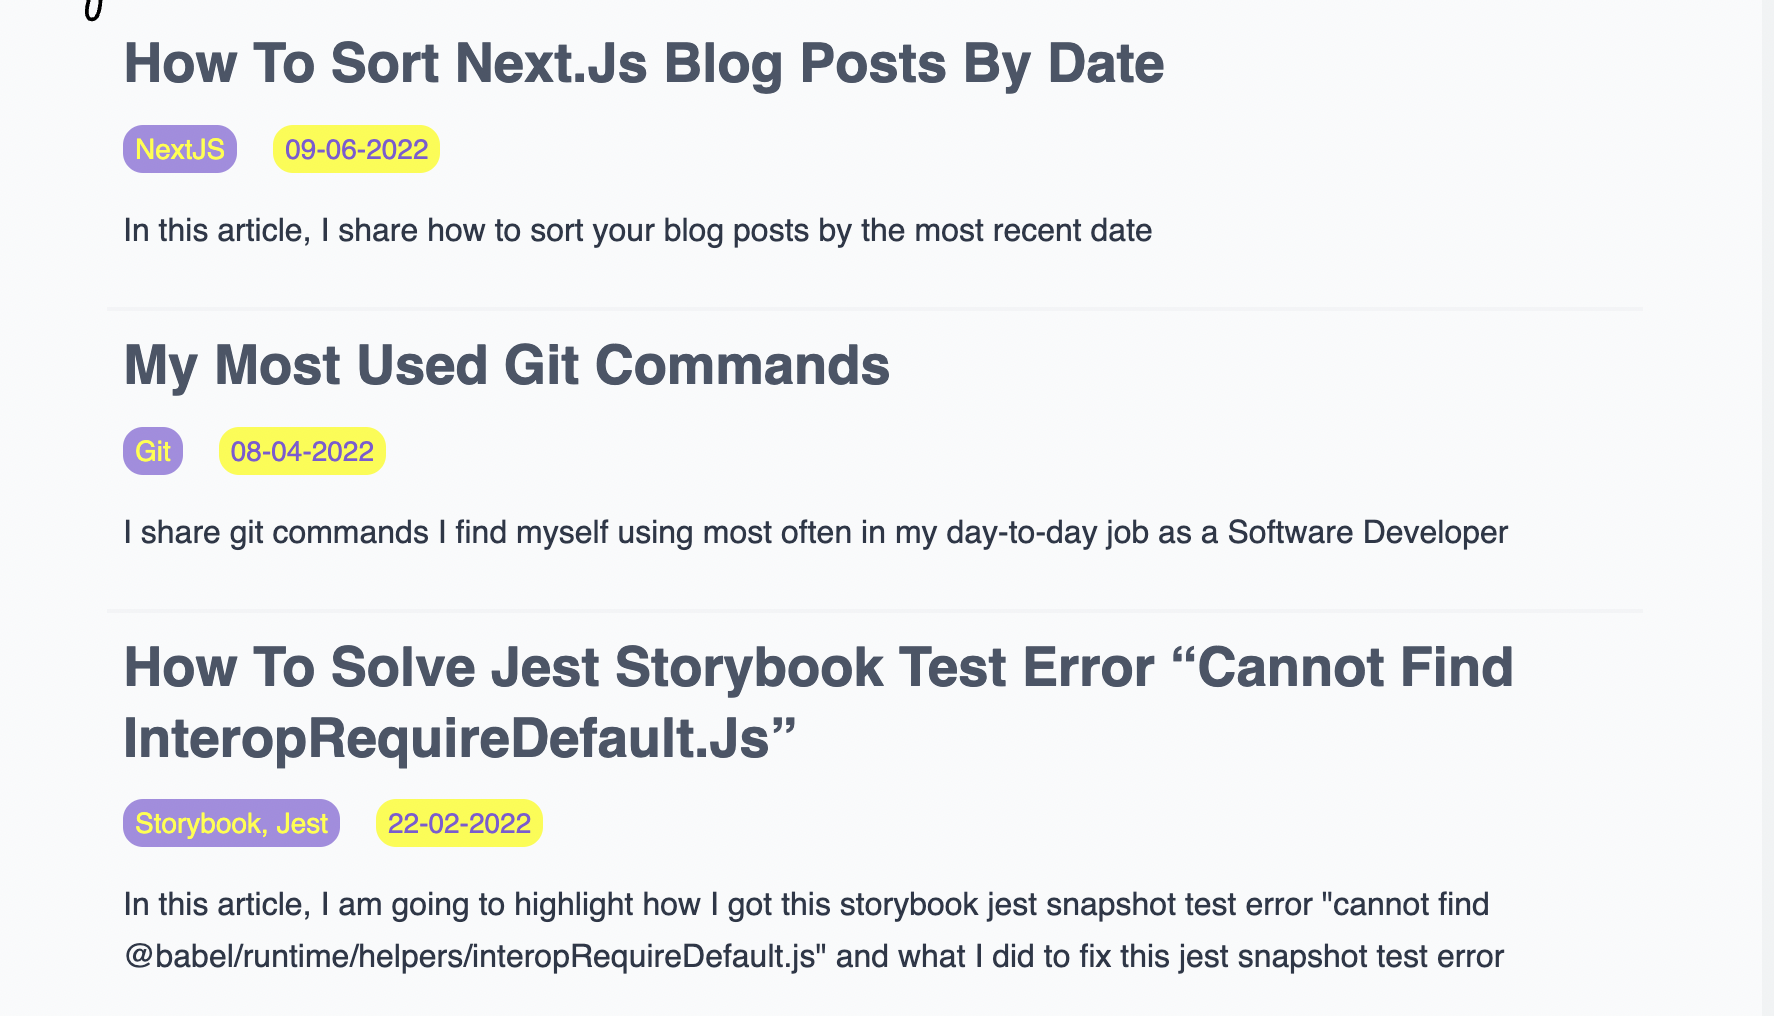 How To Sort Next.Js Blog Posts By Date
NextJS 09-06-2022
In this article, I share how to sort your blog posts by the most recent date
My Most Used Git Commands
Git 08-04-2022
I share git commands I find myself using most often in my day-to-day job as a Software Developer
How To Solve Jest Storybook Test Error “Cannot Find
InteropRequireDefault.Js”
Storybook, Jest 22-02-2022
In this article, I am going to highlight how I got this storybook jest snapshot test error "cannot find
@babel/runtime/helpers/interopRequireDefault.js" and what I did to fix this jest snapshot test error